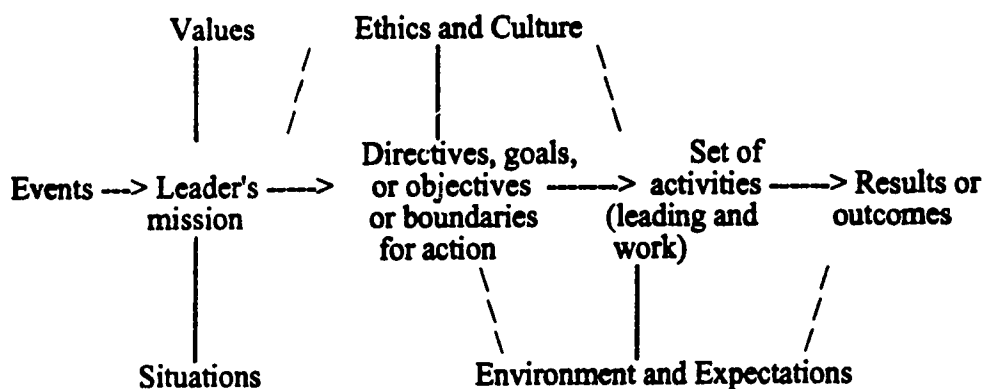 Values Ethics and Culture
Directives, goals, Set of
Events ---> Leader's ---> or objectives ---> activities ---> Results or
mission or boundaries (leading and outcomes
for action work)
Situations Environment and Expectations